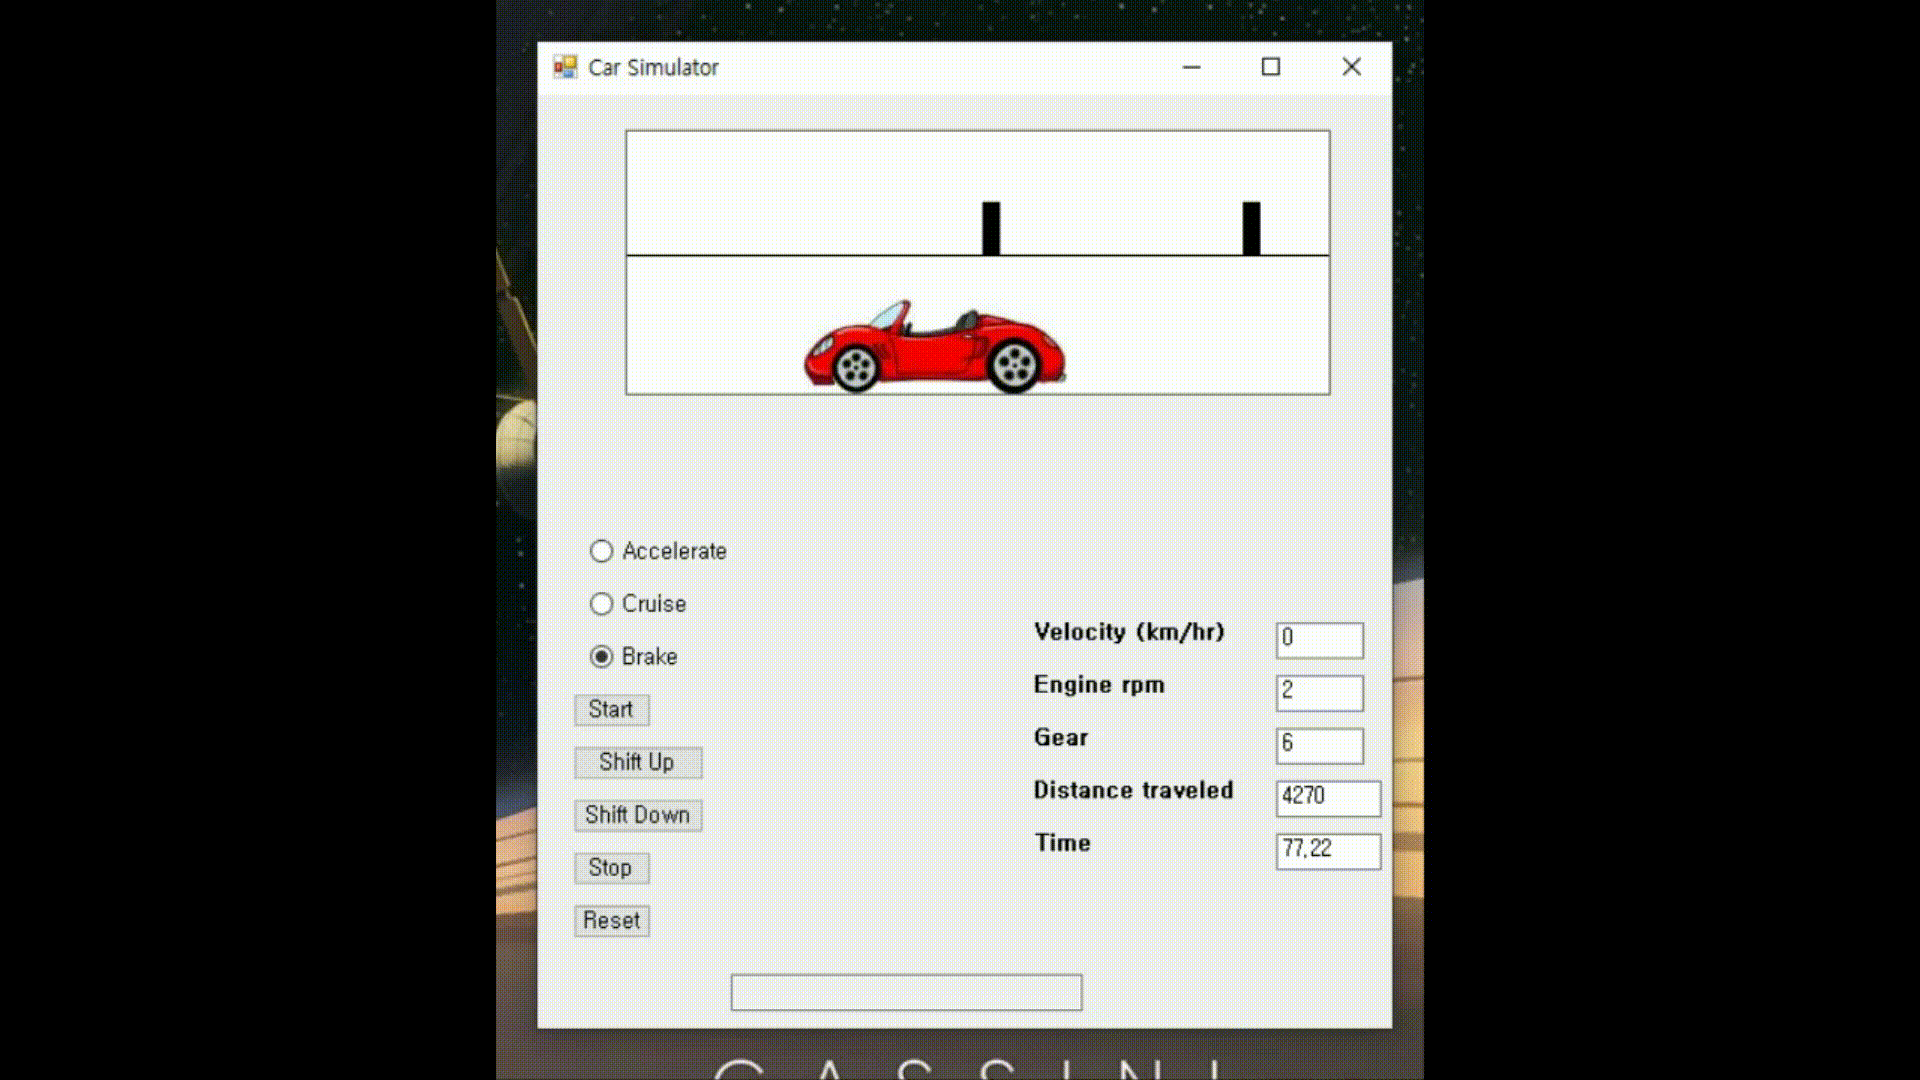 Car Simulator
Accelerate
Cruise
Brake
Start
Shift Up
Shift Down
Stop
Reset
Velocity (km/hr) 0
Engine rpm 2
Gear 6
Distance traveled 4270
Time 77,22
CASSINI